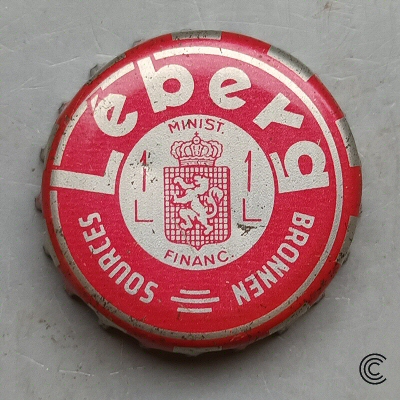 Leberg
MINIST.
1 1
L L
FINANC.
SOURCES = BRONNEN